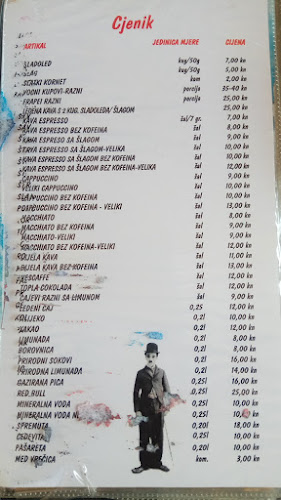 Cjenik
ARTIKAL JEDINICA MJERE CIJENA
SLADOLED kug/50g 7,00 kn
ŠLAG kug/50g 5,00 kn
KORNET kom 2,00 kn
KUPOVI-RAZNI porcija 35-40 kn
FRAPEI RAZNI porcija 25,00 kn
LEDENA KAVA S 2 KUG. SLADOLEDA/ ŠLAGOM 25,00 kn
KAVA ESPRESSO šal/7 gr. 7,00 kn
KAVA ESPRESSO BEZ KOFEINA šal 8,00 kn
KAVA ESPRESO SA ŠLAGOM šal 9,00 kn
KAVA ESPRESSO BEZ KOFEINA SA ŠLAGOM šal 10,00 kn
KAVA ESPRESSO SA ŠLAGOM-VELIKA šal 10,00 kn
KAVA ESPRESSO SA ŠLAGOM BEZ KOFEINA-VELIKA šal 12,00 kn
CAPPUCCINO šal 9,00 kn
VELIKI CAPPUCCINO šal 10,00 kn
CAPPUCCINO BEZ KOFEINA šal 10,00 kn
CAPPUCCINO BEZ KOFEINA - VELIKI šal 13,00 kn
MACCHIATO šal 8,00 kn
MACCHIATO BEZ KOFEINA šal 9,00 kn
MACCHIATO-VELIKI šal 9,00 kn
MACCHIATO BEZ KOFEINA-VELIKI šal 12,00 kn
BIJELA KAVA šal 11,00 kn
BIJELA KAVA BEZ KOFEINA šal 12,00 kn
NESCAFFE šal 12,00 kn
TOPLA ČOKOLADA šal 12,00 kn
ČAJEVI RAZNI SA LIMUNOM šal 9,00 kn
LEDENI ČAJ 0,25 12,00 kn
MLIJEKO 0,2l 10,00 kn
KAKAO 0,2l 12,00 kn
LIMUNADA 0,2l 12,00 kn
BOROVNICA 0,2l 12,00 kn
PRIRODNI SOKOVI 0,2l 16,00 kn
PRIRODNA LIMUNADA 0,2l 14,00 kn
GAZIRANA PIĆA 0,25l 16,00 kn
RED BULL 0,25l 25,00 kn
MINERALNA VODA 0,25l 10,00 kn
MINERALNA VODA 0,25l 10,00 kn
SPREMUTA 0,20l 18,00 kn
CEDEVITA 0,20l 10,00 kn
PAŠARETA 0,2l 10,00 kn
MED VREĆICA kom. 3,00 kn